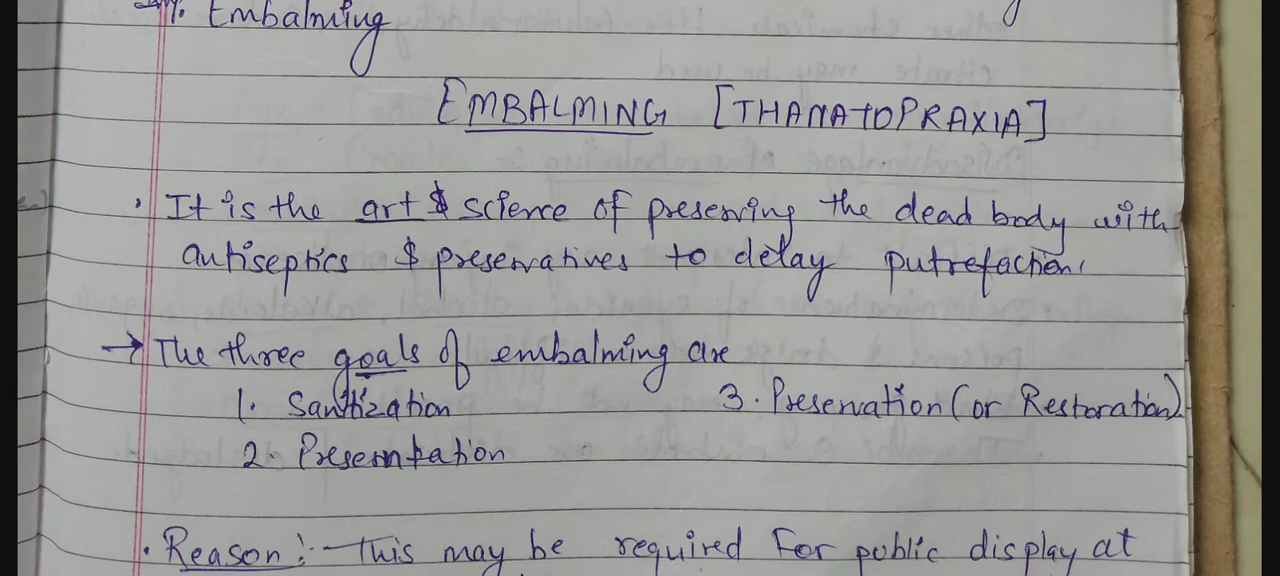 Embalming
EMBALMING [THANATOPRAXIA]
· It is the art & science of preserving the dead body with
antiseptics & preservatives to delay putrefaction.
→ The three goals of embalming are
1. Sanitization 3. Preservation (or Restoration)
2. Presentation
· Reason :- This may be required for public display at